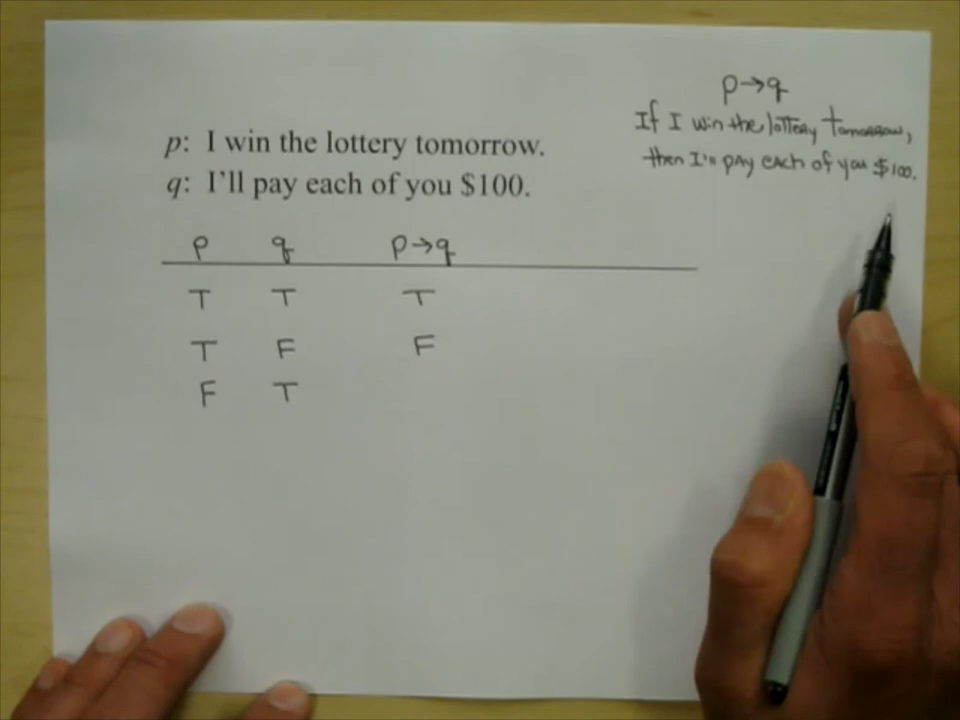 p→q
If I win the lottery tomorrow,
then I'll pay each of you $100.
p: I win the lottery tomorrow.
q: I'll pay each of you $100.
p q p→q
T T T
T F F
F T